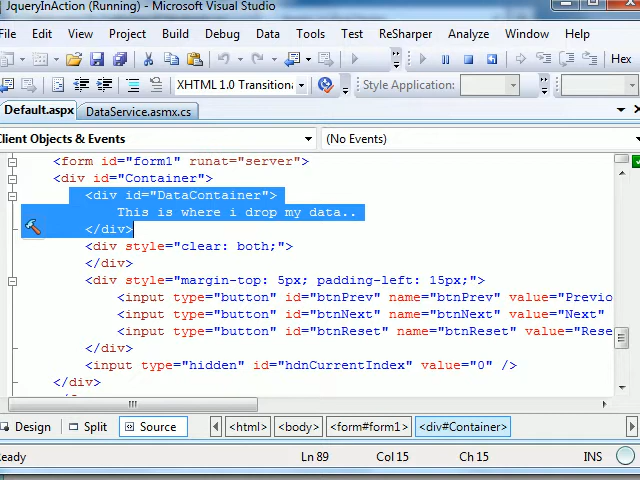 JqueryInAction (Running) - Microsoft Visual Studio
File Edit View Project Build Debug Data Tools Test ReSharper Analyze Window Help
Hex
XHTML 1.0 Transition Style Application:
Default.aspx DataService.asmx.cs
Client Objects & Events (No Events)
<form id="form1" runat="server">
<div id="Container">
<div id="DataContainer">
This is where i drop my data..
</div>
<div style="clear: both;">
</div>
<div style="margin-top: 5px; padding-left: 15px;">
<input type="button" id="btnPrev" name="btnPrev" value="Previo
<input type="button" id="btnNext" name="btnNext" value="Next"
<input type="button" id="btnReset" name="btnReset" value="Rese
</div>
<input type="hidden" id="hdnCurrentIndex" value="0" />
</div>
Design Split Source <html> <body> <form#form1> <div#Container>
Ready Ln 89 Col 15 Ch 15 INS